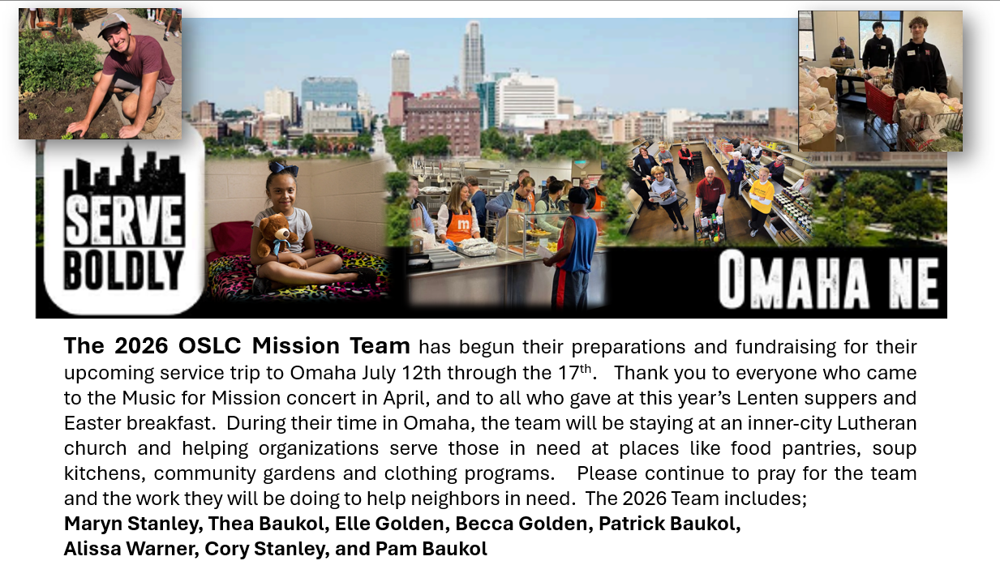 SERVE
BOLDLY
m
OMAHA NE
The 2026 OSLC Mission Team has begun their preparations and fundraising for their
upcoming service trip to Omaha July 12th through the 17th.   Thank you to everyone who came
to the Music for Mission concert in April, and to all who gave at this year’s Lenten suppers and
Easter breakfast.  During their time in Omaha, the team will be staying at an inner-city Lutheran
church and helping organizations serve those in need at places like food pantries, soup
kitchens, community gardens and clothing programs.   Please continue to pray for the team
and the work they will be doing to help neighbors in need.  The 2026 Team includes;
Maryn Stanley, Thea Baukol, Elle Golden, Becca Golden, Patrick Baukol,
Alissa Warner, Cory Stanley, and Pam Baukol